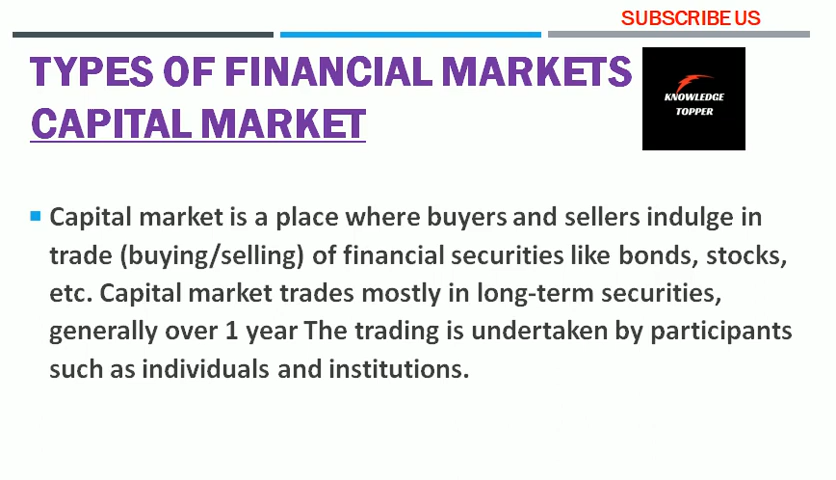 SUBSCRIBE US
TYPES OF FINANCIAL MARKETS
CAPITAL MARKET
KNOWLEDGE
TOPPER
Capital market is a place where buyers and sellers indulge in
trade (buying/selling) of financial securities like bonds, stocks,
etc. Capital market trades mostly in long-term securities,
generally over 1 year The trading is undertaken by participants
such as individuals and institutions.